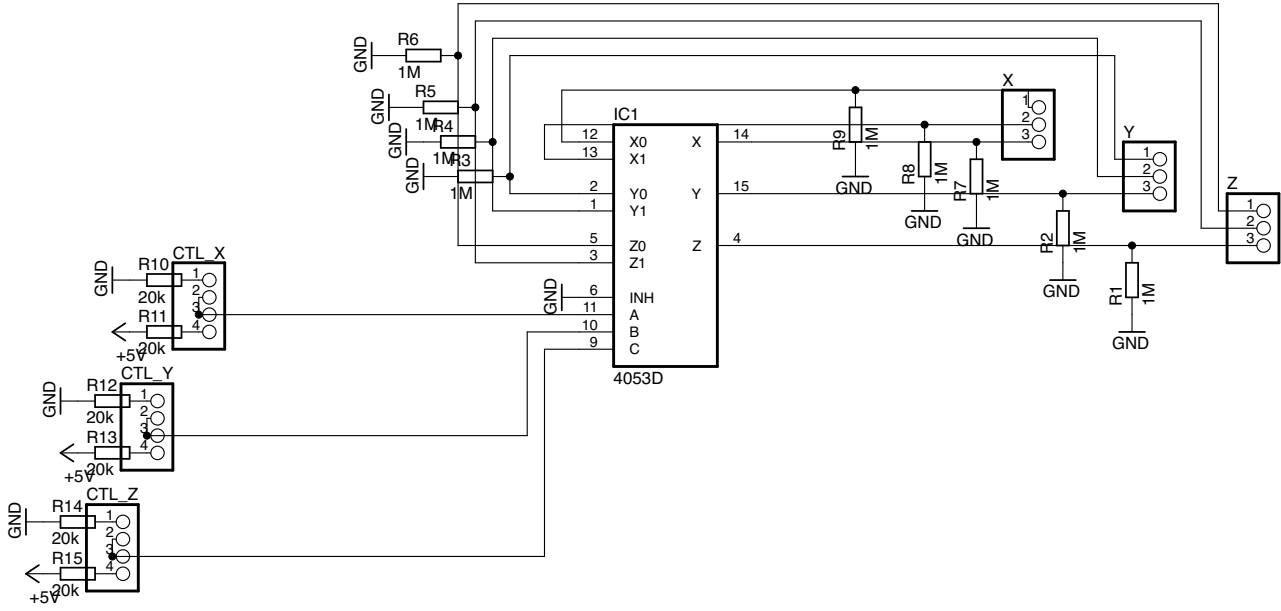 GND
R6
1M
GND
R5
1M
GND
R4
1M
GND
R3
1M
IC1
12
X0
13
X1
2
Y0
1
Y1
5
Z0
3
Z1
GND
6
INH
11
A
10
B
9
C
X
14
Y
15
Z
4
4053D
R9
1M
GND
R8
1M
GND
R7
1M
GND
R2
1M
GND
R1
1M
GND
X
1
2
3
Y
1
2
3
Z
1
2
3
CTL_X
GND
R10
20k
R11
20k
+5V
1
2
3
4
CTL_Y
GND
R12
20k
R13
20k
+5V
1
2
3
4
CTL_Z
GND
R14
20k
R15
20k
+5V
1
2
3
4